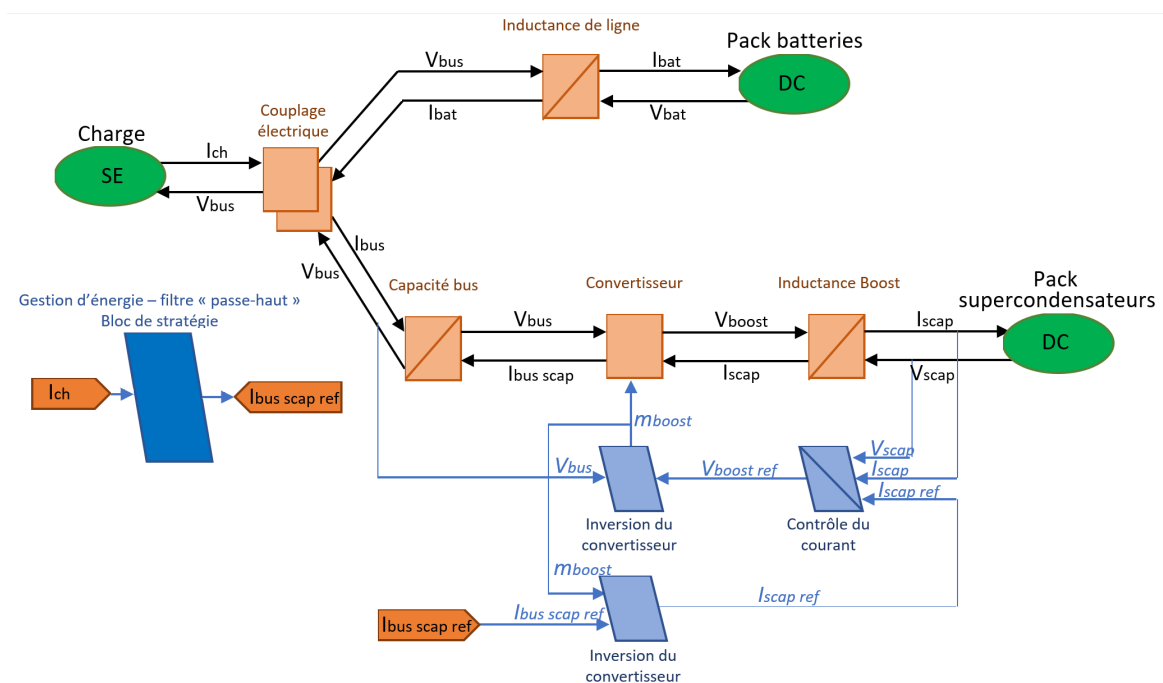 Inductance de ligne
Pack batteries
Vbus
Ibat
DC
Ibat
Vbat
Couplage
électrique
Charge
SE
Ich
Vbus
Ibus
Vbus
Capacité bus
Convertisseur
Inductance Boost
Pack
supercondensateurs
Vbus
Vboost
Iscap
DC
Ibus scap
Iscap
Vscap
Gestion d'énergie – filtre « passe-haut »
Bloc de stratégie
Ich
Ibus scap ref
mboost
Vbus
Vboost ref
Vscap
Iscap
Iscap ref
Inversion du
convertisseur
Contrôle du
courant
mboost
Ibus scap ref
Ibus scap ref
Iscap ref
Inversion du
convertisseur